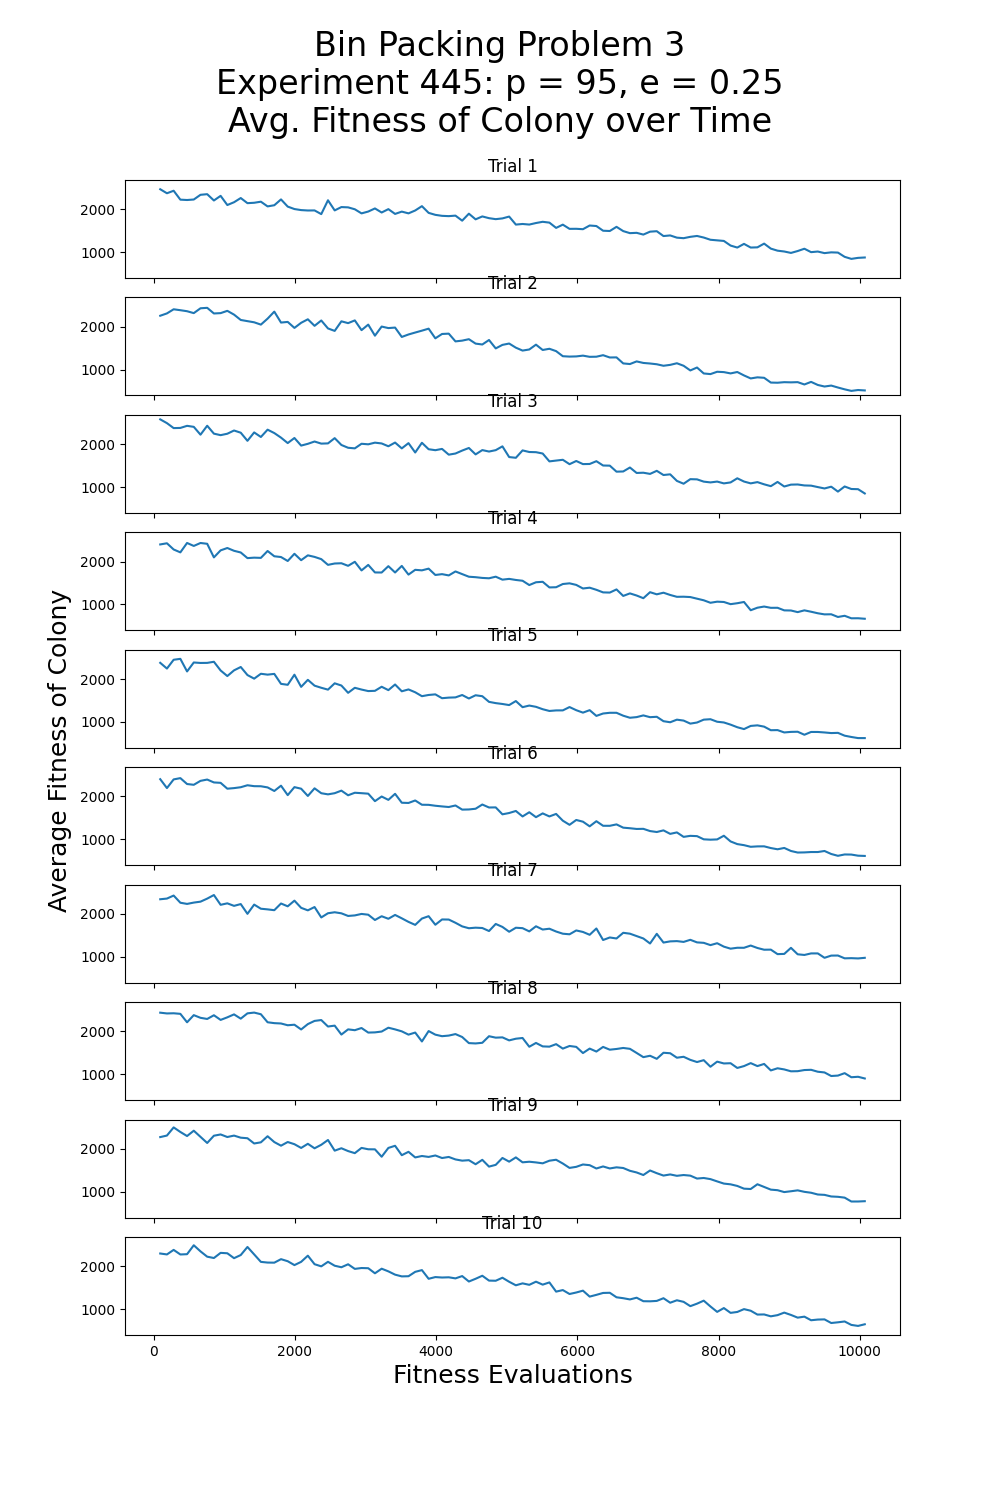 Bin Packing Problem 3
Experiment 445: p = 95, e = 0.25
Avg. Fitness of Colony over Time
Average Fitness of Colony
Trial 1
2000
1000
Trial 2
2000
1000
Trial 3
2000
1000
Trial 4
2000
1000
Trial 5
2000
1000
Trial 6
2000
1000
Trial 7
2000
1000
Trial 8
2000
1000
Trial 9
2000
1000
Trial 10
2000
1000
0 2000 4000 6000 8000 10000
Fitness Evaluations